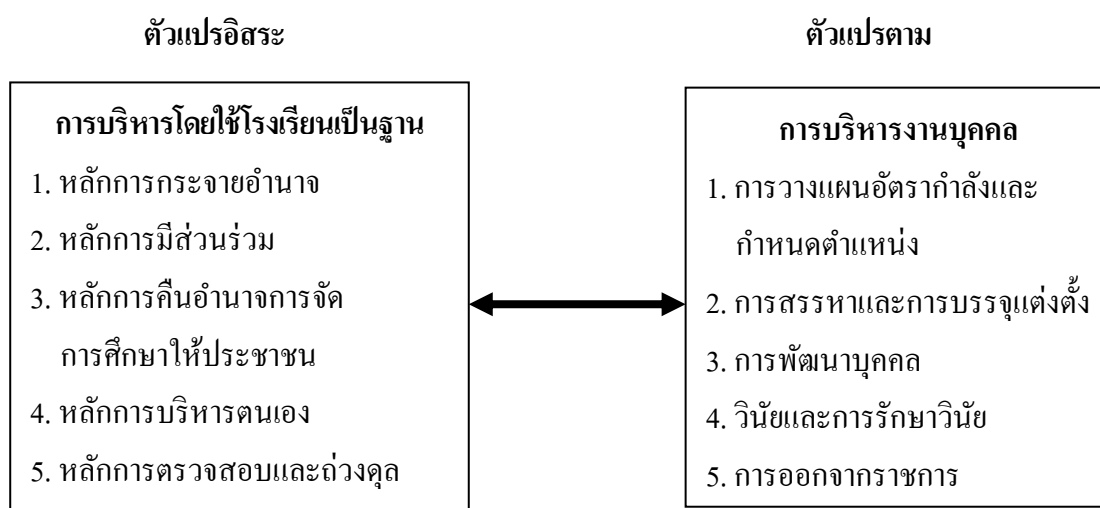 ตัวแปรอิสระ
ตัวแปรตาม
การบริหารโดยใช้โรงเรียนเป็นฐาน
1. หลักการกระจายอำนาจ
2. หลักการมีส่วนร่วม
3. หลักการคืนอำนาจการจัด
การศึกษาให้ประชาชน
4. หลักการบริหารตนเอง
5. หลักการตรวจสอบและถ่วงดุล
การบริหารงานบุคคล
1. การวางแผนอัตรากำลังและ
กำหนดตำแหน่ง
2. การสรรหาและการบรรจุแต่งตั้ง
3. การพัฒนาบุคคล
4. วินัยและการรักษาวินัย
5. การออกจากราชการ